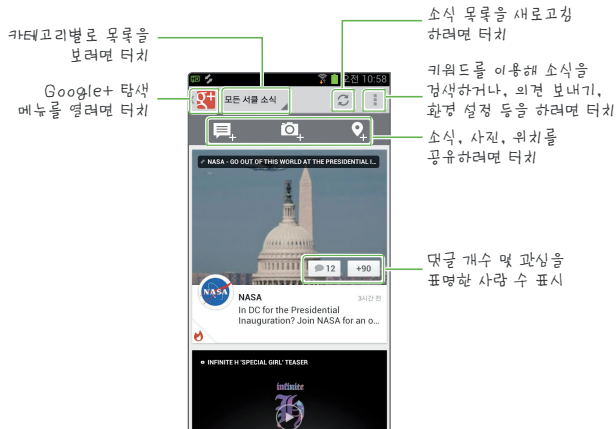 카테고리별로 목록을
보려면 터치
Google+ 탐색
메뉴를 열려면 터치
소식 목록을 새로고침
하려면 터치
키워드를 이용해 소식을
검색하거나, 의견 보내기,
환경 설정 등을 하려면 터치
소식, 사진, 위치를
공유하려면 터치
댓글 개수 및 관심을
표명한 사람 수 표시
오전 10:58
g+
모든 서클 소식
NASA - GO OUT OF THIS WORLD AT THE PRESIDENTIAL I...
12 +90
NASA
NASA 3시간 전
In DC for the Presidential
Inauguration? Join NASA for an o...
INFINITE H 'SPECIAL GIRL' TEASER
infinite
H